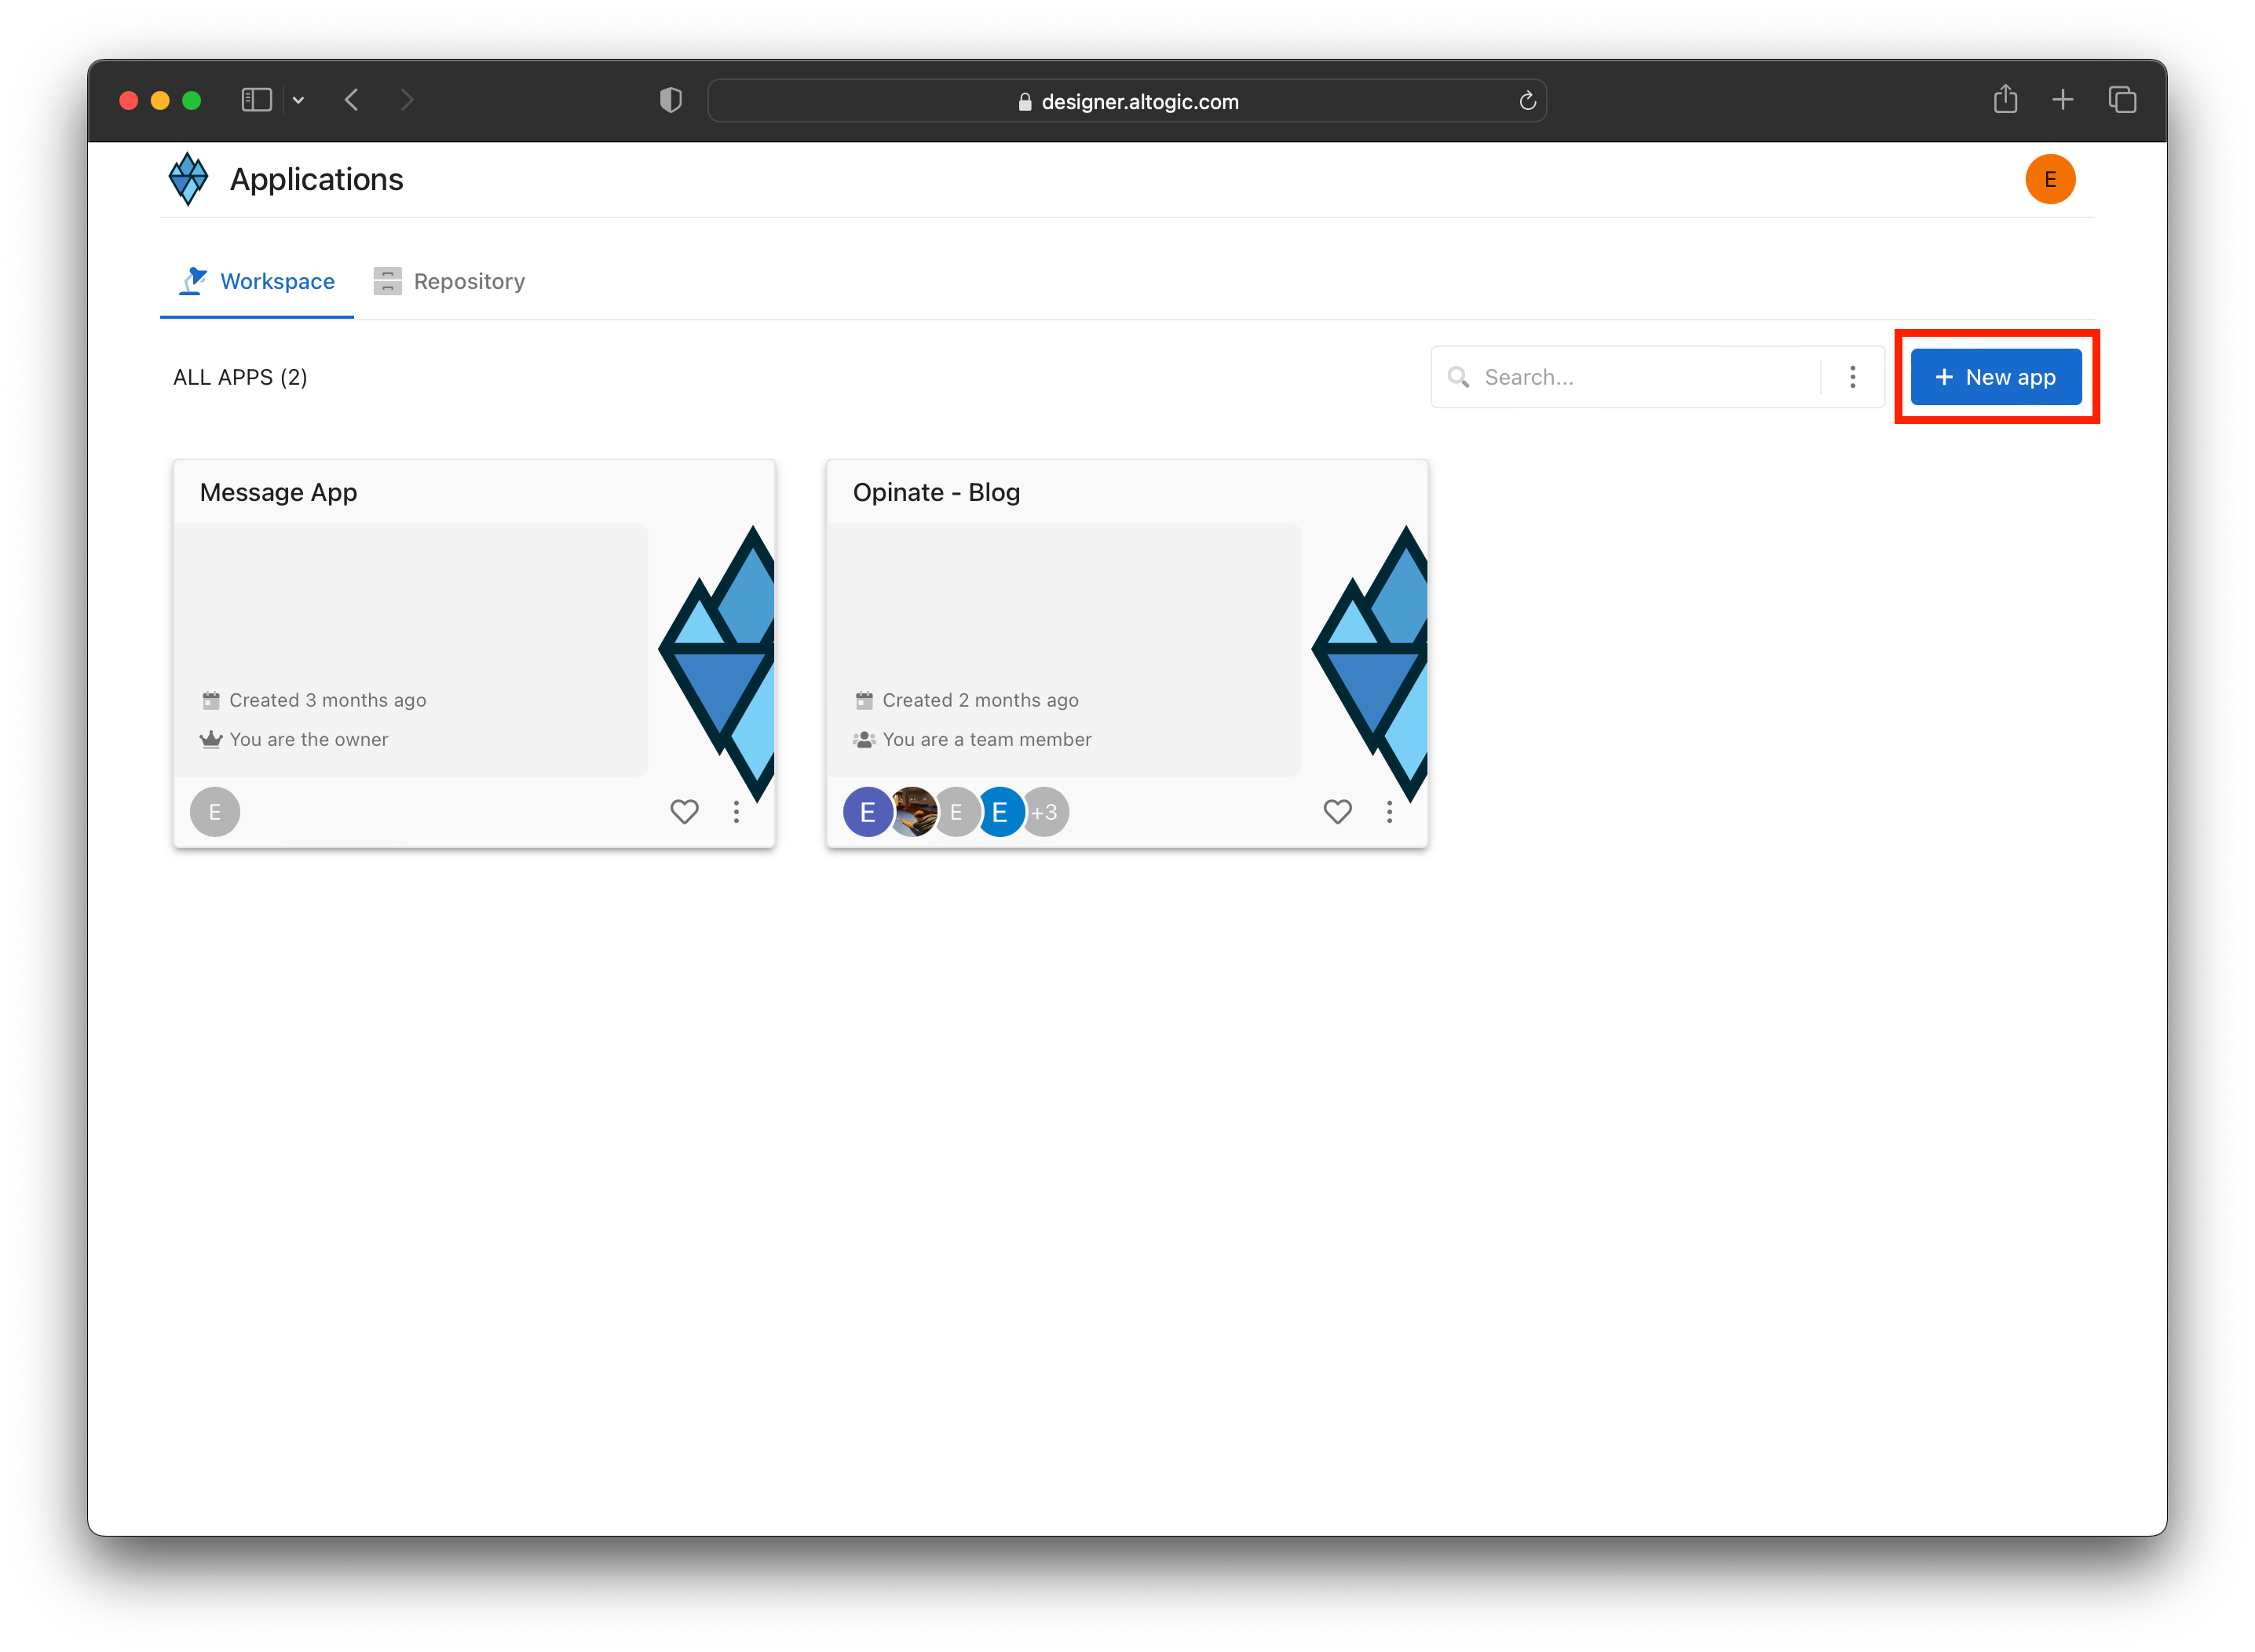 designer.altogic.com
Applications
E
Workspace
Repository
ALL APPS (2)
Search...
+ New app
Message App
Created 3 months ago
You are the owner
E
Opinate - Blog
Created 2 months ago
You are a team member
E
E
E
+3